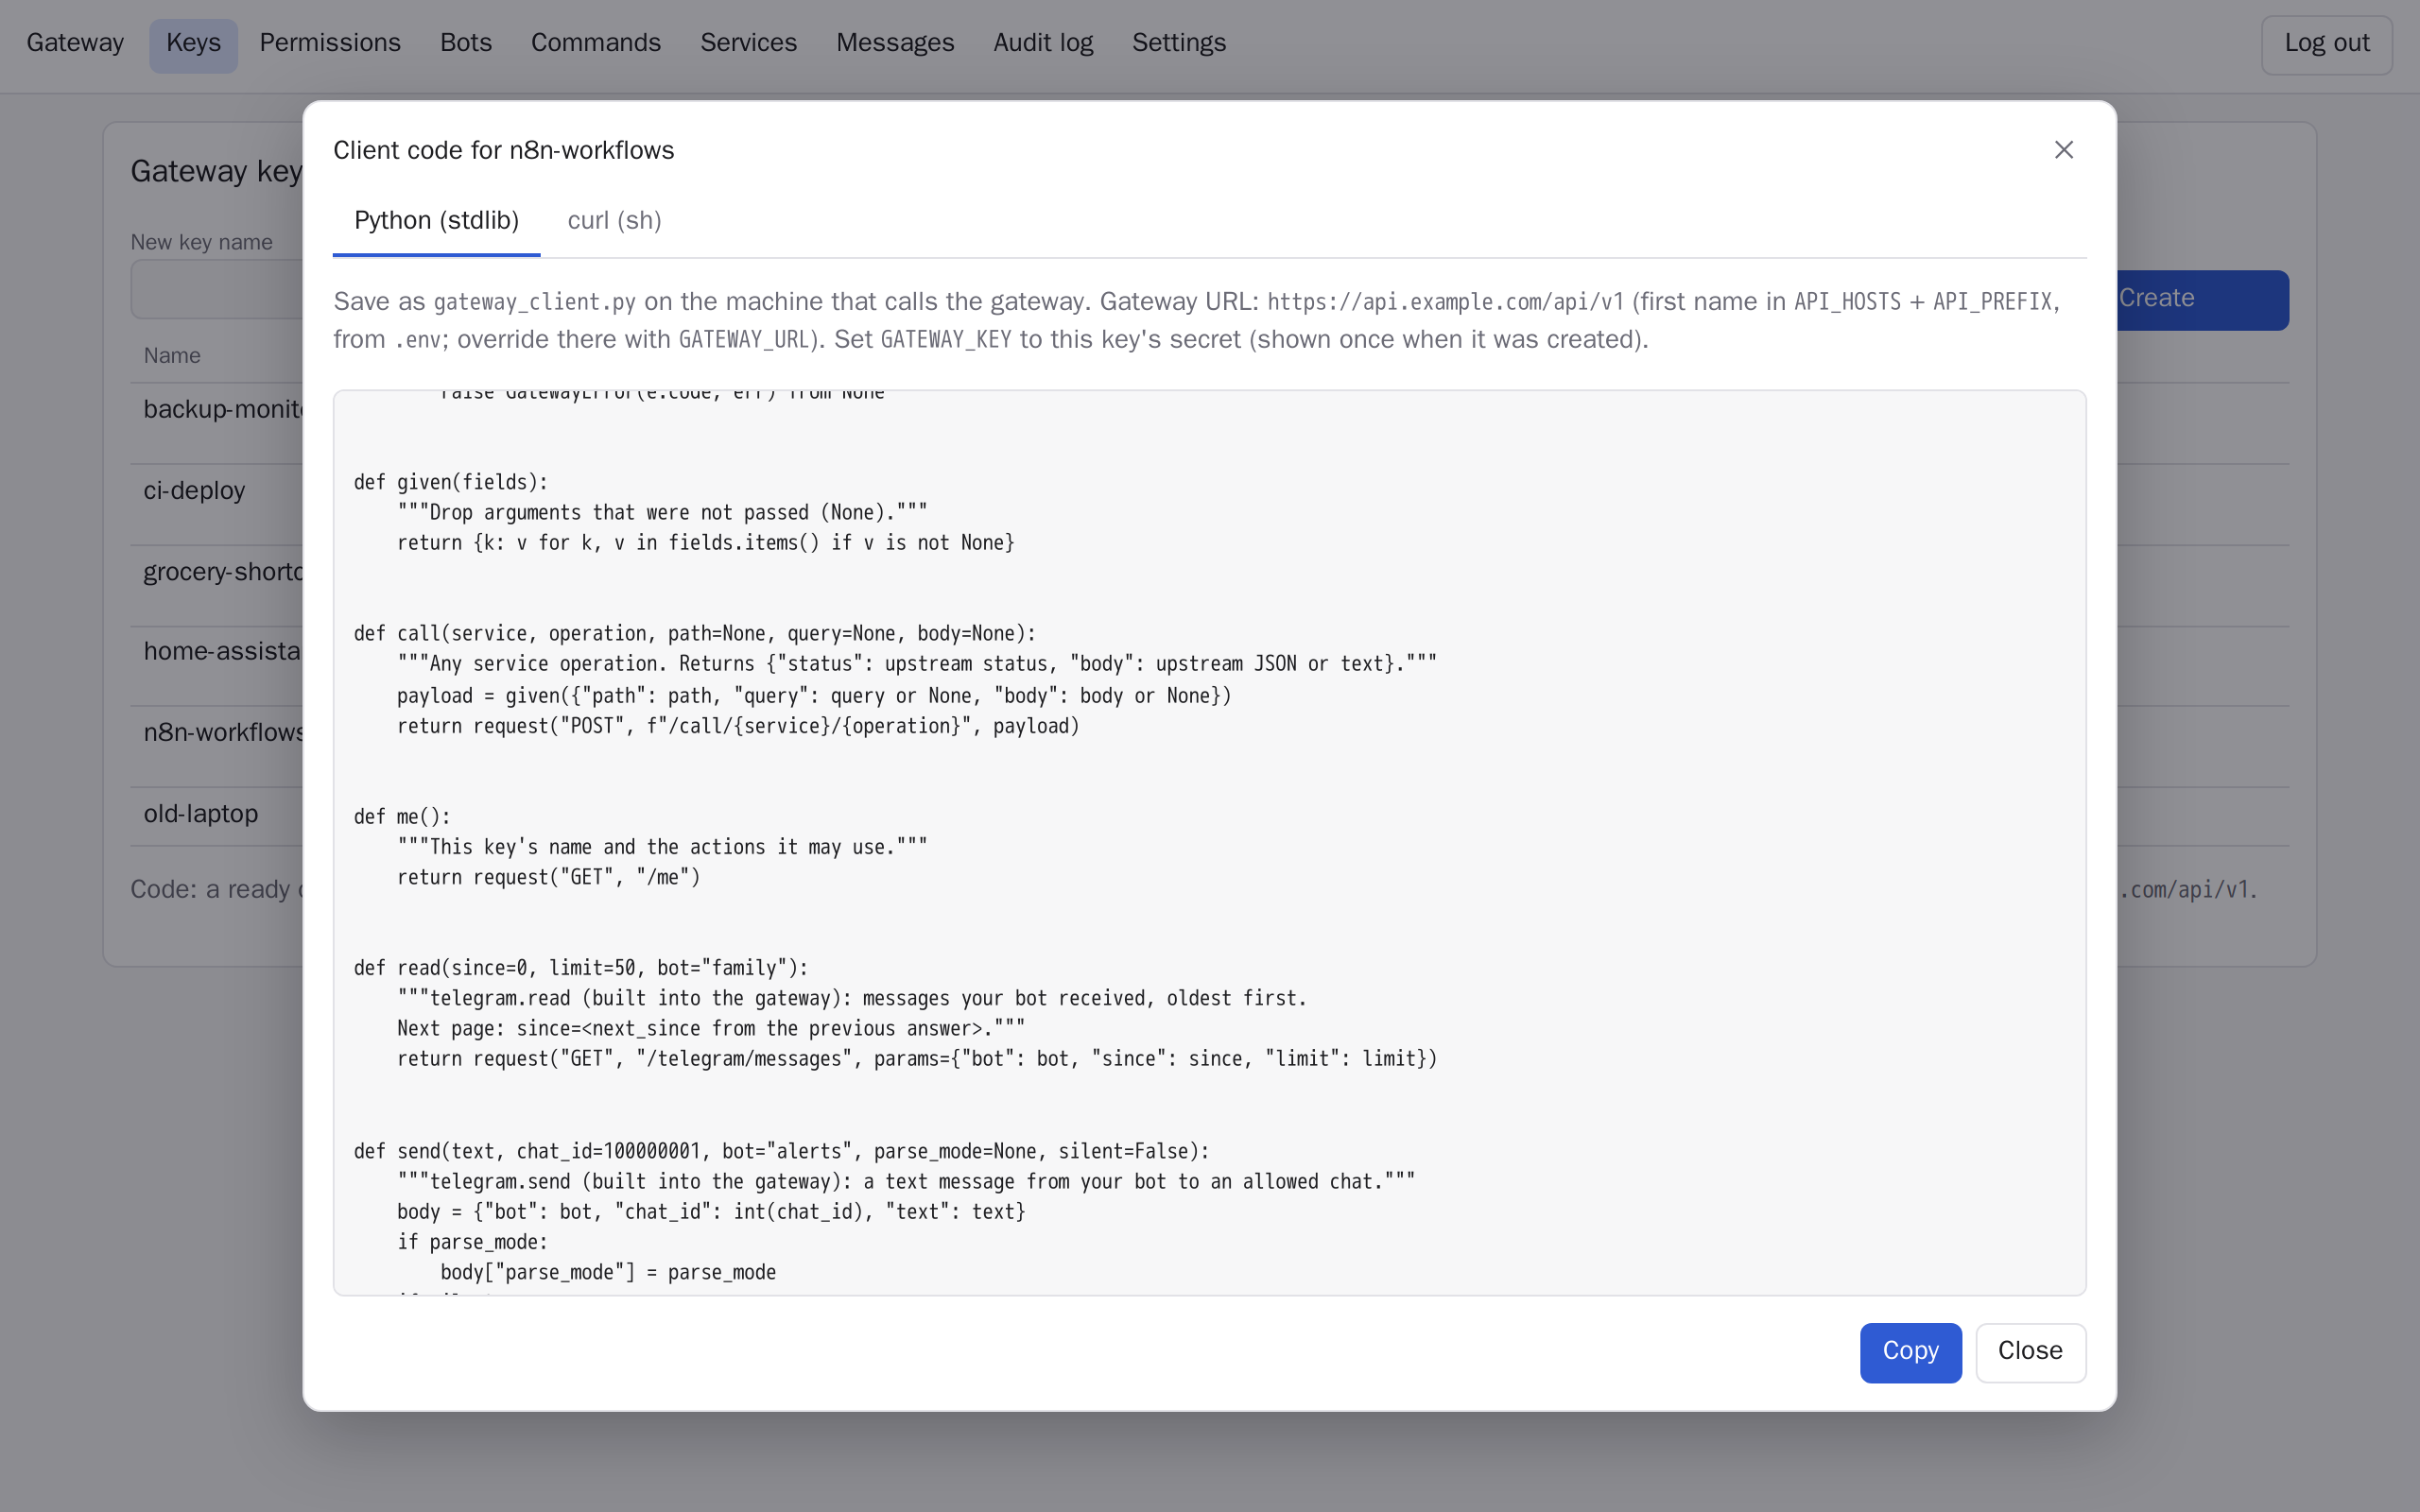 Gateway Keys Permissions Bots Commands Services Messages Audit log Settings Log out
Client code for n8n-workflows
Gateway key
Python (stdlib) curl (sh)
New key name
Save as gateway_client.py on the machine that calls the gateway. Gateway URL: https://api.example.com/api/v1 (first name in API_HOSTS + API_PREFIX,
from .env; override there with GATEWAY_URL). Set GATEWAY_KEY to this key's secret (shown once when it was created).
Create
Name
backup-monit
ci-deploy
grocery-shortc
home-assista
n8n-workflows
old-laptop
Code: a ready
.com/api/v1.
raise GatewayError(e.code, err) from None
def given(fields):
    """Drop arguments that were not passed (None)."""
    return {k: v for k, v in fields.items() if v is not None}
def call(service, operation, path=None, query=None, body=None):
    """Any service operation. Returns {"status": upstream status, "body": upstream JSON or text}."""
    payload = given({"path": path, "query": query or None, "body": body or None})
    return request("POST", f"/call/{service}/{operation}", payload)
def me():
    """This key's name and the actions it may use."""
    return request("GET", "/me")
def read(since=0, limit=50, bot="family"):
    """telegram.read (built into the gateway): messages your bot received, oldest first.
    Next page: since=<next_since from the previous answer>."""
    return request("GET", "/telegram/messages", params={"bot": bot, "since": since, "limit": limit})
def send(text, chat_id=100000001, bot="alerts", parse_mode=None, silent=False):
    """telegram.send (built into the gateway): a text message from your bot to an allowed chat."""
    body = {"bot": bot, "chat_id": int(chat_id), "text": text}
    if parse_mode:
        body["parse_mode"] = parse_mode
Copy Close